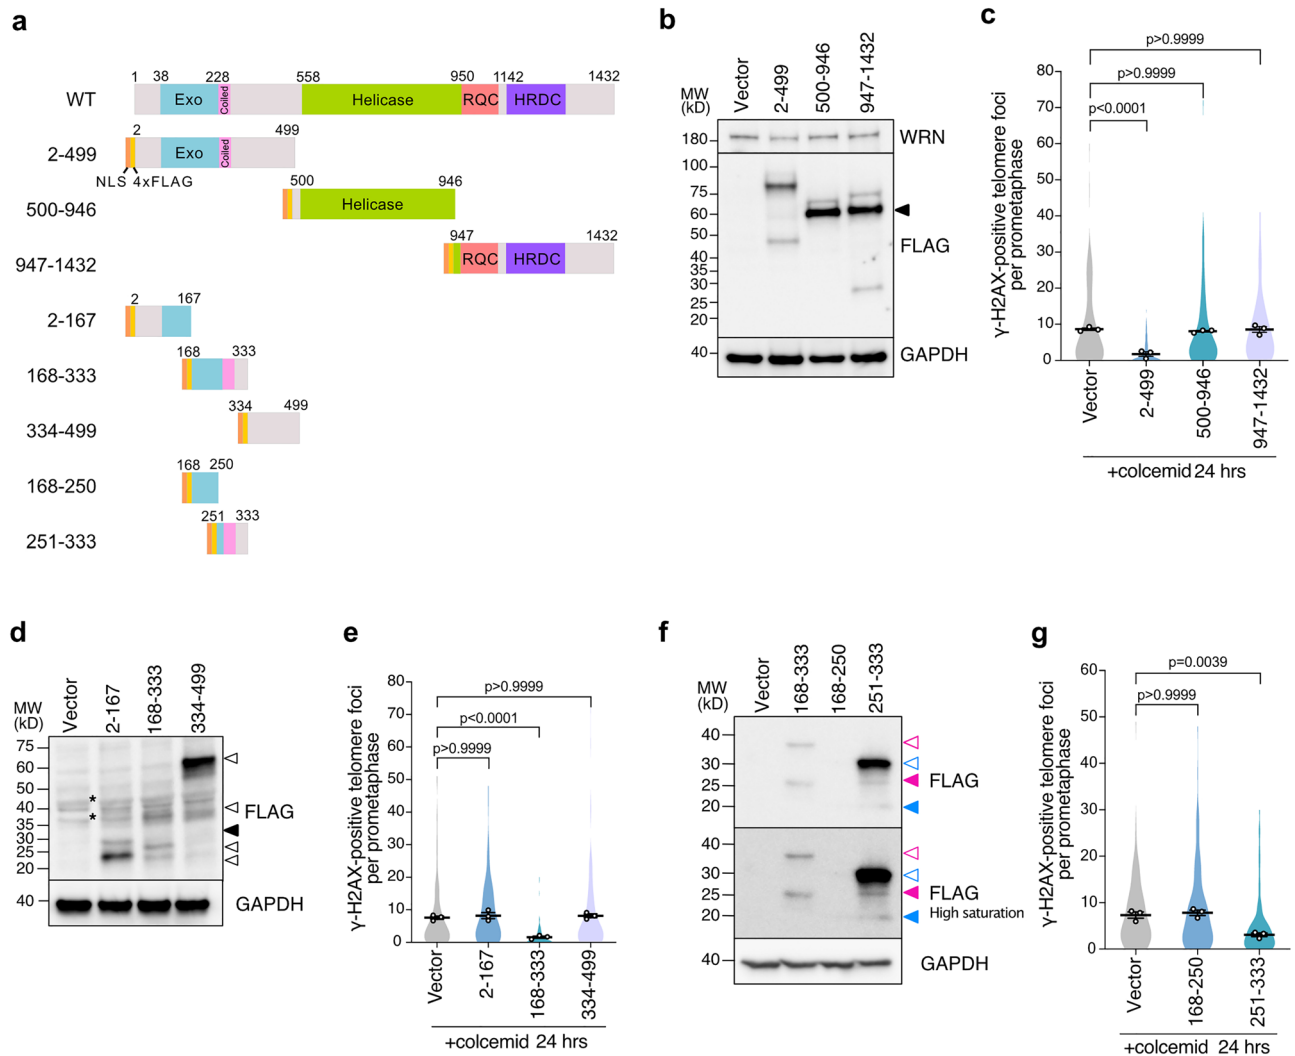 a
1 38 228 558 950 1142 1432
WT Exo Coiled Helicase RQC HRDC
2 499
2-499 Exo Coiled
NLS 4xFLAG
500 946
500-946 Helicase
947 1432
947-1432 RQC HRDC
2 167
2-167
168 333
168-333
334 499
334-499
168 250
168-250
251 333
251-333
b
Vector 2-499 500-946 947-1432
MW
(kD)
180 WRN
100
75
60
50
40
35
30
25
20
FLAG
40 GAPDH
c
p>0.9999
p>0.9999
p<0.0001
γ-H2AX-positive telomere foci
per prometaphase
80
70
60
50
40
30
20
10
0
Vector 2-499 500-946 947-1432
+colcemid 24 hrs
d
Vector 2-167 168-333 334-499
MW
(kD)
75
60
50
40
35
30
25
20
*
*
FLAG
40 GAPDH
e
p>0.9999
p<0.0001
p>0.9999
γ-H2AX-positive telomere foci
per prometaphase
80
70
60
50
40
30
20
10
0
Vector 2-167 168-333 334-499
+colcemid 24 hrs
f
Vector 168-333 168-250 251-333
MW
(kD)
40
30
25
20
FLAG
40
30
25
20
FLAG
High saturation
40 GAPDH
g
p=0.0039
p>0.9999
γ-H2AX-positive telomere foci
per prometaphase
60
50
40
30
20
10
0
Vector 168-250 251-333
+colcemid 24 hrs